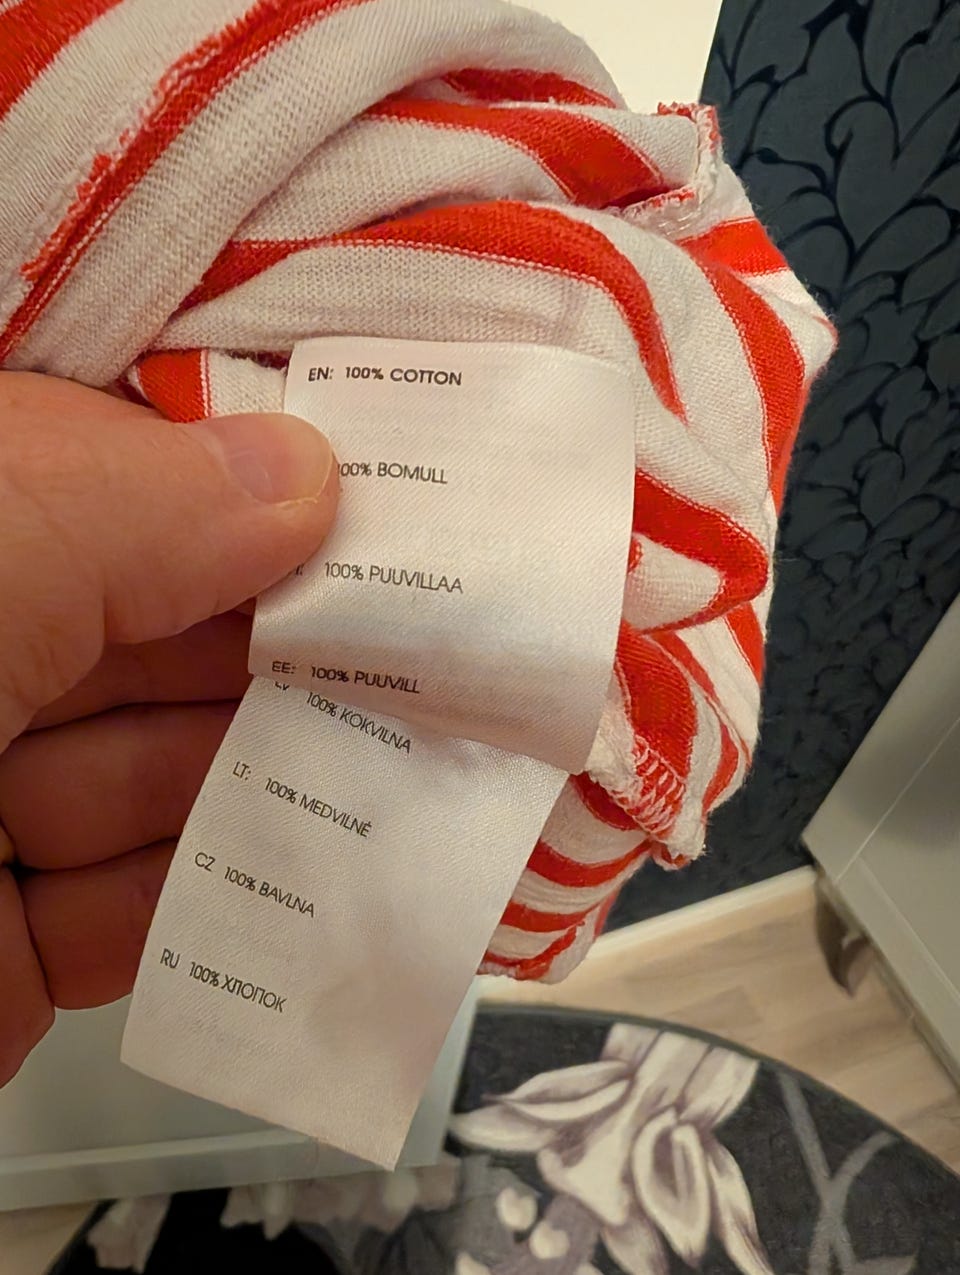 EN: 100% COTTON
100% BOMULL
100% PUUVILLAA
EE: 100% PUUVILL
LV 100% KOKVILNA
LT: 100% MEDVILNĖ
CZ 100% BAVLNA
RU 100% ХЛОПОК